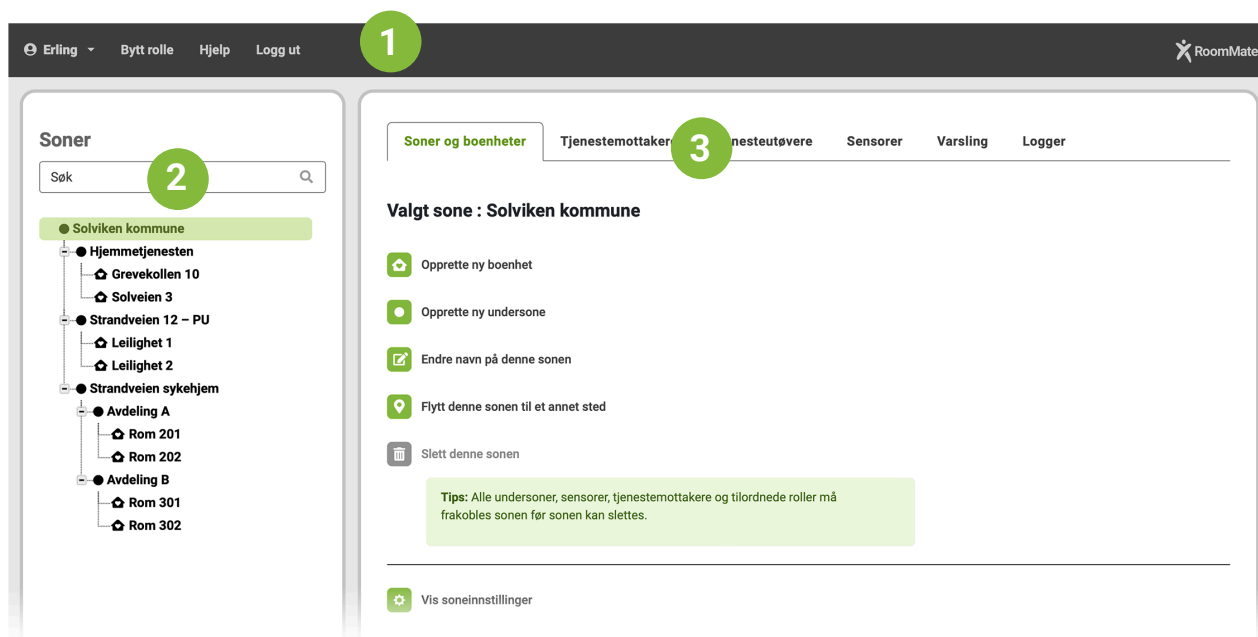 Erling Bytt rolle Hjelp Logg ut
1
RoomMate
Soner
Søk
2
Solviken kommune
Hjemmetjenesten
Grevekollen 10
Solveien 3
Strandveien 12 – PU
Leilighet 1
Leilighet 2
Strandveien sykehjem
Avdeling A
Rom 201
Rom 202
Avdeling B
Rom 301
Rom 302
Soner og boenheter Tjenestemottakere 3 nesteutøvere Sensorer Varsling Logger
Valgt sone : Solviken kommune
Opprette ny boenhet
Opprette ny undersone
Endre navn på denne sonen
Flytt denne sonen til et annet sted
Slett denne sonen
Tips: Alle undersoner, sensorer, tjenestemottakere og tilordnede roller må
frakobles sonen før sonen kan slettes.
Vis soneinnstillinger